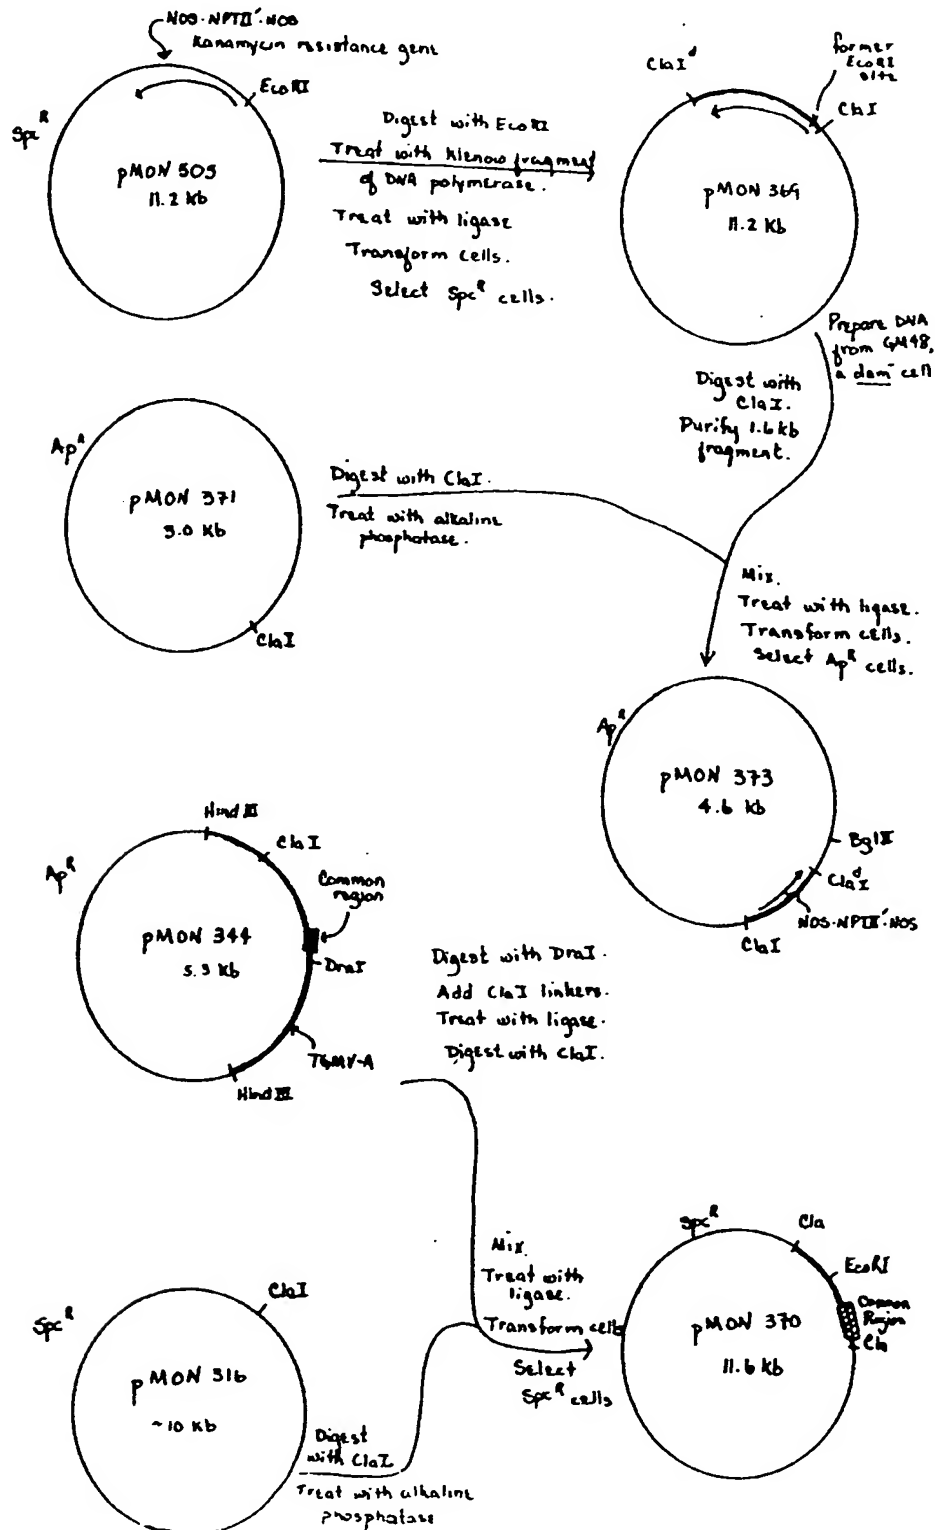 NOS-NPTII'-NOS
Kanamycin resistance gene
EcoRI
Spc^R
pMON 505
11.2 Kb
Digest with EcoRI
Treat with Klenow fragment
of DNA polymerase.
Treat with ligase
Transform cells.
Select Spc^R cells.
ClaI^d
former
EcoRI
site
ClaI
pMON 369
11.2 Kb
Prepare DNA
from GM48,
a dam^- cell
Digest with
ClaI.
Purify 1.6 kb
fragment.
Ap^R
pMON 371
3.0 Kb
ClaI
Digest with ClaI.
Treat with alkaline
phosphatase.
Mix.
Treat with ligase.
Transform cells.
Select Ap^R cells.
Ap^R
pMON 373
4.6 kb
BglII
Cla^dI
NOS-NPTII'-NOS
ClaI
Hind III
ClaI
Ap^R
Common
region
pMON 344
5.3 Kb
DraI
TGMV-A
Hind III
Digest with DraI.
Add ClaI linkers.
Treat with ligase.
Digest with ClaI.
Spc^R
ClaI
pMON 316
~10 Kb
Digest
with ClaI
Treat with alkaline
phosphatase
Mix.
Treat with
ligase.
Transform cells
Select
Spc^R cells
Spc^R
Cla
EcoRI
Common
Region
Cla
pMON 370
11.6 kb